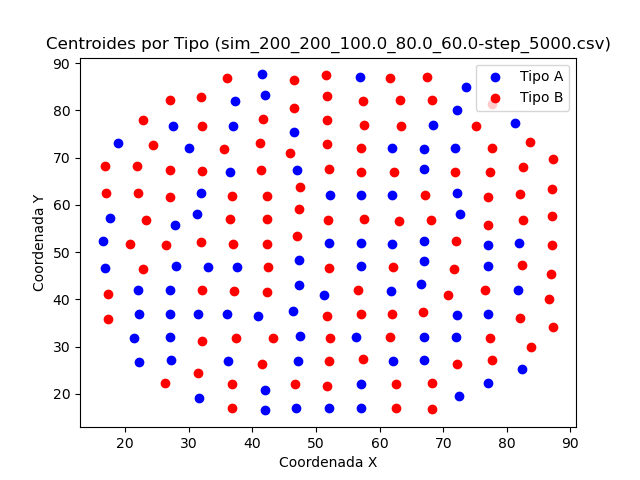 Centroides por Tipo (sim_200_200_100.0_80.0_60.0-step_5000.csv)
Tipo A
Tipo B
Coordenada Y
90
80
70
60
50
40
30
20
20 30 40 50 60 70 80 90
Coordenada X